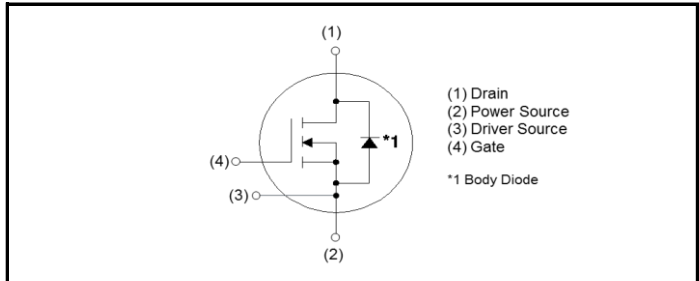 (1)
(1) Drain
(2) Power Source
(3) Driver Source
(4) Gate
*1
(4)
*1 Body Diode
(3)
(2)